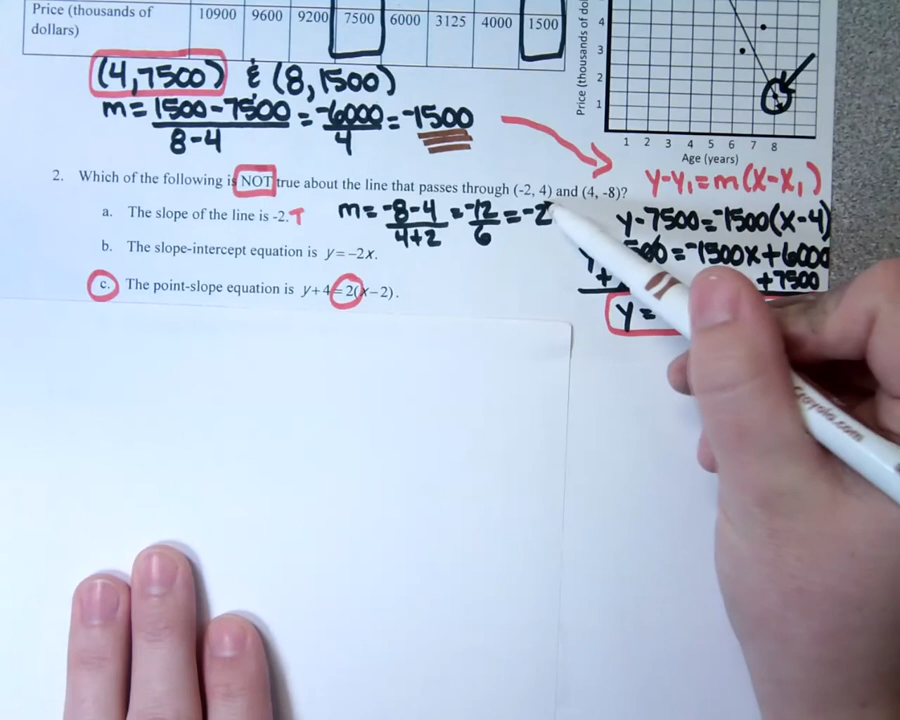 Price (thousands of dollars) 10900 9600 9200 7500 6000 3125 4000 1500
(4,7500) & (8,1500)
m = 1500-7500 / 8-4 = -6000 / 4 = -1500
Price (thousands of do
4
3
2
1
1 2 3 4 5 6 7 8
Age (years)
2. Which of the following is NOT true about the line that passes through (-2, 4) and (4, -8)?
a. The slope of the line is -2. T
m = -8-4 / 4+2 = -12 / 6 = -2
b. The slope-intercept equation is y=-2x.
c. The point-slope equation is y+4=2(x-2).
y-y₁=m(x-x₁)
y-7500=-1500(x-4)
500=-1500x+6000
+ +7500
y=
Crayola.com